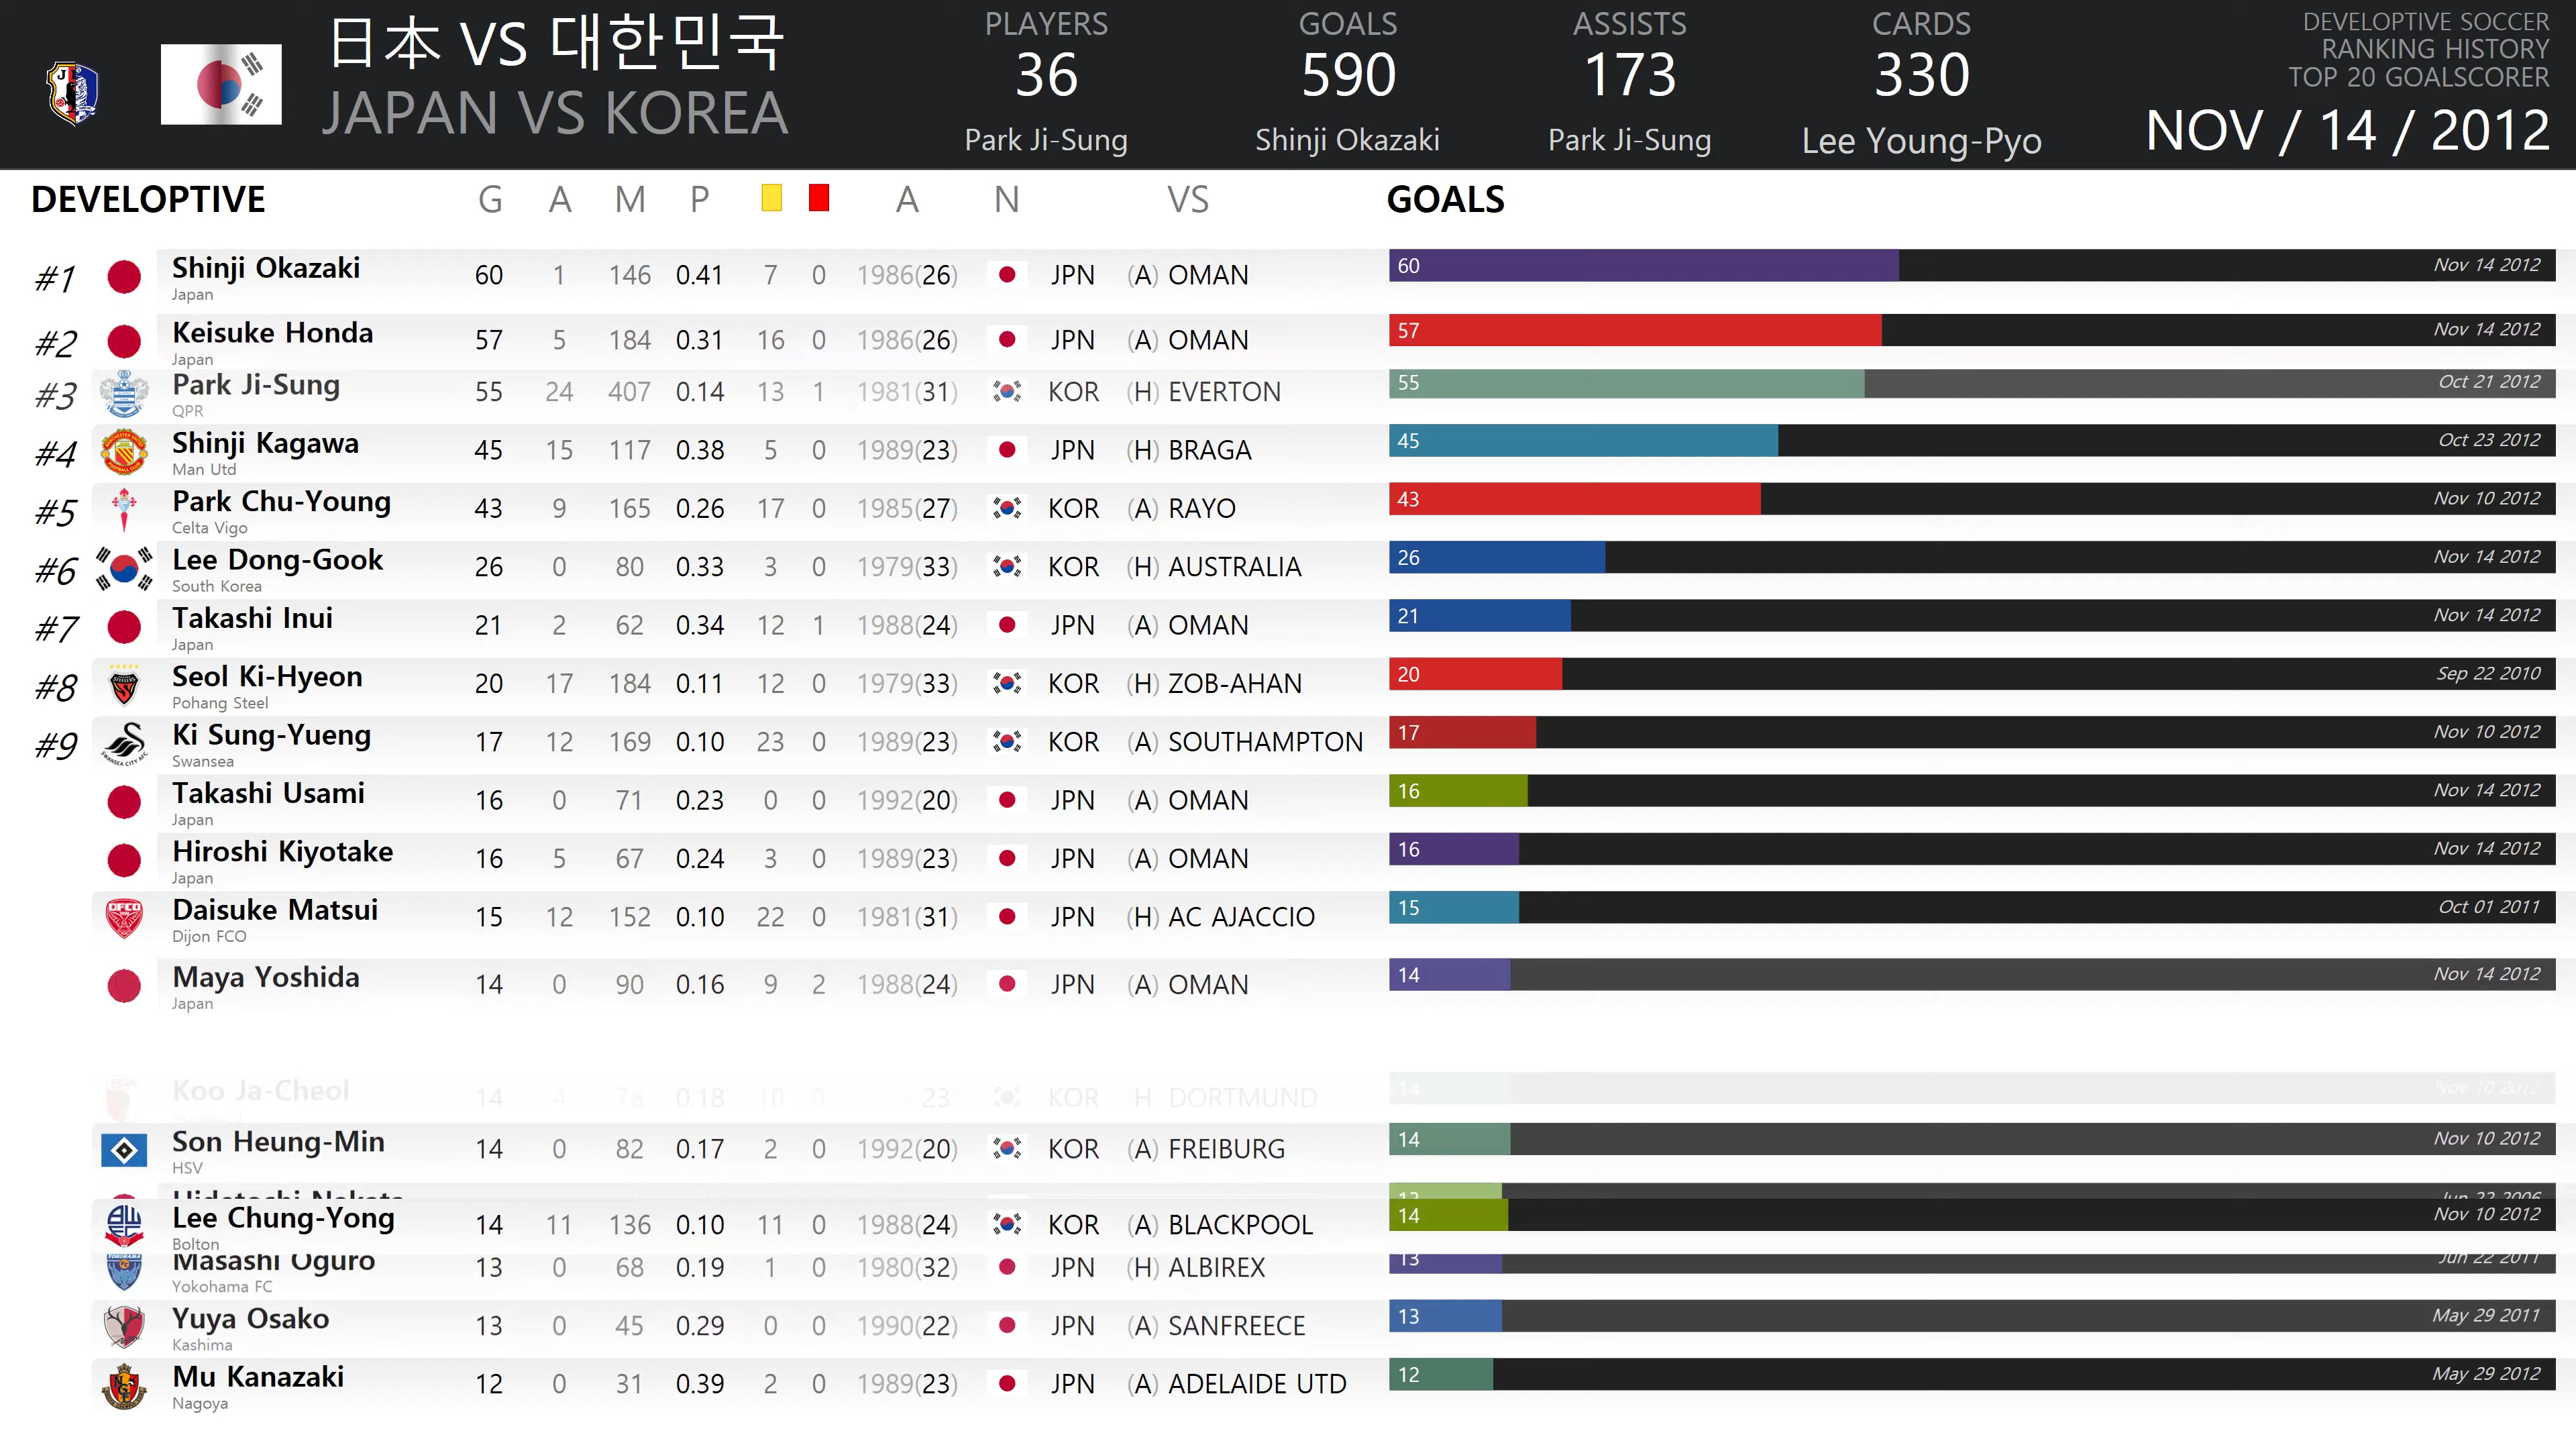 日本 VS 대한민국
JAPAN VS KOREA
PLAYERS
36
Park Ji-Sung
GOALS
590
Shinji Okazaki
ASSISTS
173
Park Ji-Sung
CARDS
330
Lee Young-Pyo
DEVELOPTIVE SOCCER
RANKING HISTORY
TOP 20 GOALSCORER
NOV / 14 / 2012
DEVELOPTIVE G A M P A N VS GOALS
#1 Shinji Okazaki 60 1 146 0.41 7 0 1986(26) JPN (A) OMAN 60 Nov 14 2012
Japan
#2 Keisuke Honda 57 5 184 0.31 16 0 1986(26) JPN (A) OMAN 57 Nov 14 2012
Japan
#3 Park Ji-Sung 55 24 407 0.14 13 1 1981(31) KOR (H) EVERTON 55 Oct 21 2012
QPR
#4 Shinji Kagawa 45 15 117 0.38 5 0 1989(23) JPN (H) BRAGA 45 Oct 23 2012
Man Utd
#5 Park Chu-Young 43 9 165 0.26 17 0 1985(27) KOR (A) RAYO 43 Nov 10 2012
Celta Vigo
#6 Lee Dong-Gook 26 0 80 0.33 3 0 1979(33) KOR (H) AUSTRALIA 26 Nov 14 2012
South Korea
#7 Takashi Inui 21 2 62 0.34 12 1 1988(24) JPN (A) OMAN 21 Nov 14 2012
Japan
#8 Seol Ki-Hyeon 20 17 184 0.11 12 0 1979(33) KOR (H) ZOB-AHAN 20 Sep 22 2010
Pohang Steel
#9 Ki Sung-Yueng 17 12 169 0.10 23 0 1989(23) KOR (A) SOUTHAMPTON 17 Nov 10 2012
Swansea
Takashi Usami 16 0 71 0.23 0 0 1992(20) JPN (A) OMAN 16 Nov 14 2012
Japan
Hiroshi Kiyotake 16 5 67 0.24 3 0 1989(23) JPN (A) OMAN 16 Nov 14 2012
Japan
Daisuke Matsui 15 12 152 0.10 22 0 1981(31) JPN (H) AC AJACCIO 15 Oct 01 2011
Dijon FCO
Maya Yoshida 14 0 90 0.16 9 2 1988(24) JPN (A) OMAN 14 Nov 14 2012
Japan
Koo Ja-Cheol 14 4 76 0.18 10 0 23 KOR H DORTMUND 14 Nov 10 2012
Son Heung-Min 14 0 82 0.17 2 0 1992(20) KOR (A) FREIBURG 14 Nov 10 2012
HSV
Lee Chung-Yong 14 11 136 0.10 11 0 1988(24) KOR (A) BLACKPOOL 14 Nov 10 2012
Bolton
Masashi Oguro 13 0 68 0.19 1 0 1980(32) JPN (H) ALBIREX 13 Jun 22 2011
Yokohama FC
Yuya Osako 13 0 45 0.29 0 0 1990(22) JPN (A) SANFREECE 13 May 29 2011
Kashima
Mu Kanazaki 12 0 31 0.39 2 0 1989(23) JPN (A) ADELAIDE UTD 12 May 29 2012
Nagoya